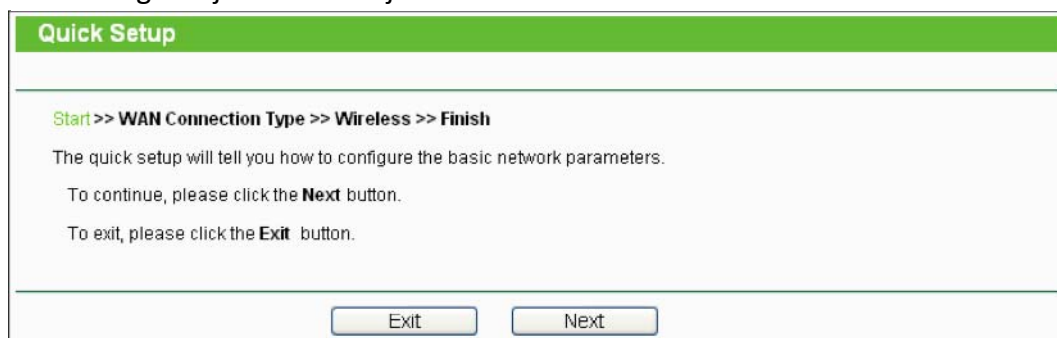 Quick Setup
Start >> WAN Connection Type >> Wireless >> Finish
The quick setup will tell you how to configure the basic network parameters.
To continue, please click the Next button.
To exit, please click the Exit button.
Exit Next